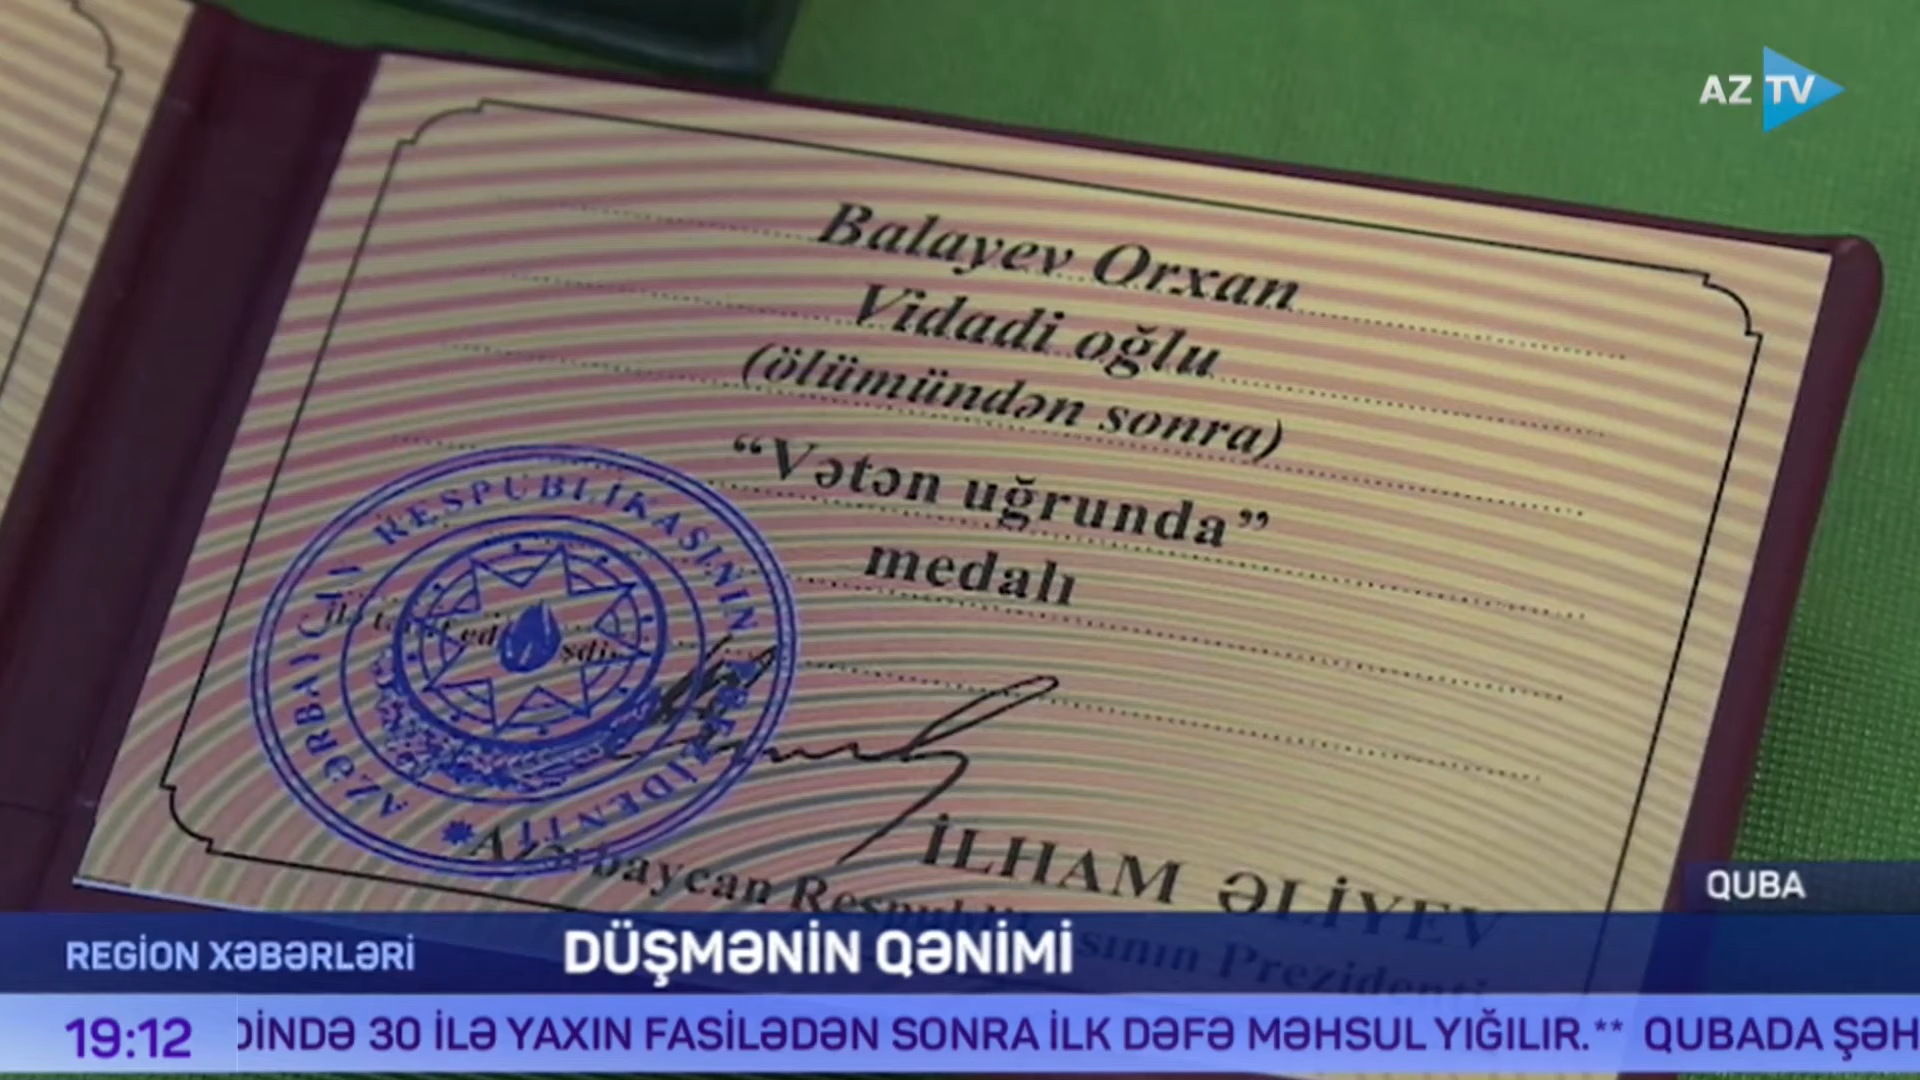 AZ TV
Balayev Orxan
Vidadi oğlu
(ölümündən sonra)
“Vətən uğrunda”
medalı
AZƏRBAYCAN RESPUBLİKASININ PREZİDENTİ
İLHAM ƏLİYEV
Azərbaycan Respublikasının Prezidenti
QUBA
REGİON XƏBƏRLƏRİ
DÜŞMƏNİN QƏNİMİ
19:12
DİNDƏ 30 İLƏ YAXIN FASİLƏDƏN SONRA İLK DƏFƏ MƏHSUL YIĞILIR.** QUBADA ŞƏH